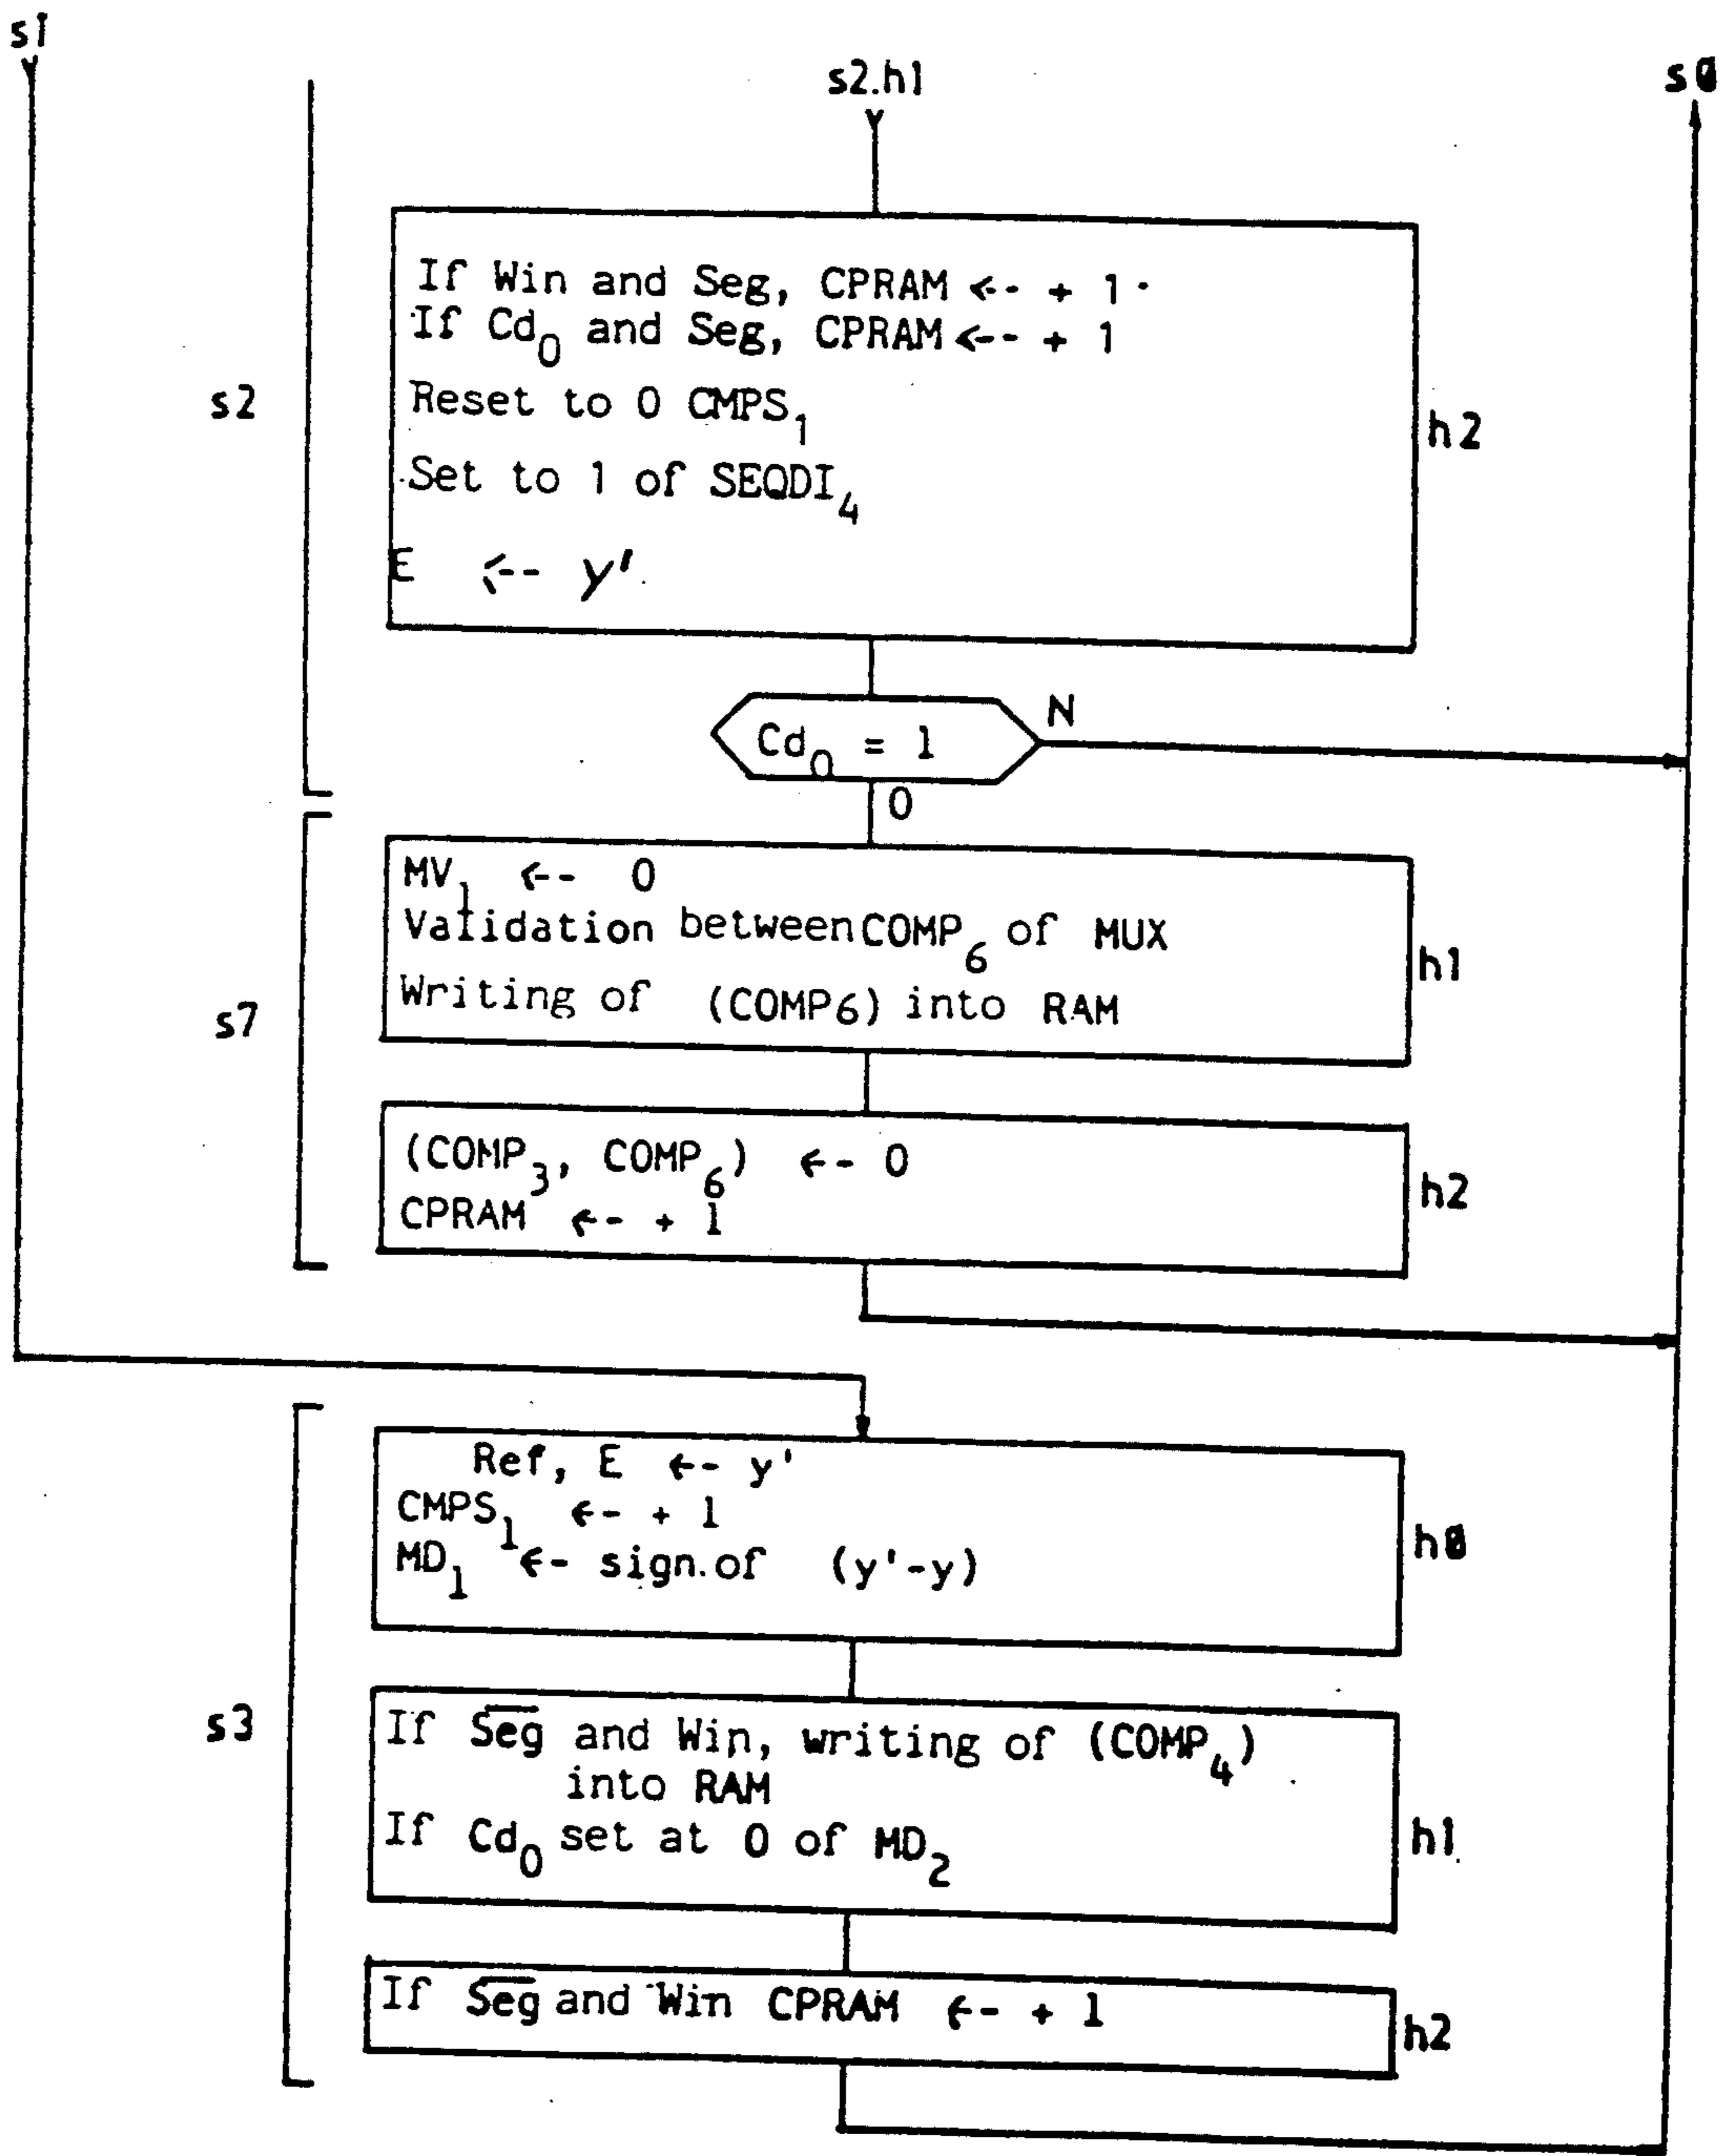 s1
s2.h1
s0
If Win and Seg, CPRAM <-- + 1
If Cd0 and Seg, CPRAM <-- + 1
s2
Reset to 0 CMPS1
h2
Set to 1 of SEQDI4
E <-- y'
Cd0 = 1
N
0
MV1 <-- 0
Validation between COMP6 of MUX
h1
Writing of (COMP6) into RAM
s7
(COMP3, COMP6) <-- 0
h2
CPRAM <-- + 1
Ref, E <-- y'
CMPS1 <-- + 1
h0
MD1 <-- sign.of (y'-y)
s3
If S̅e̅g̅ and Win, writing of (COMP4)
into RAM
If Cd0 set at 0 of MD2
h1
If S̅e̅g̅ and Win CPRAM <-- + 1
h2